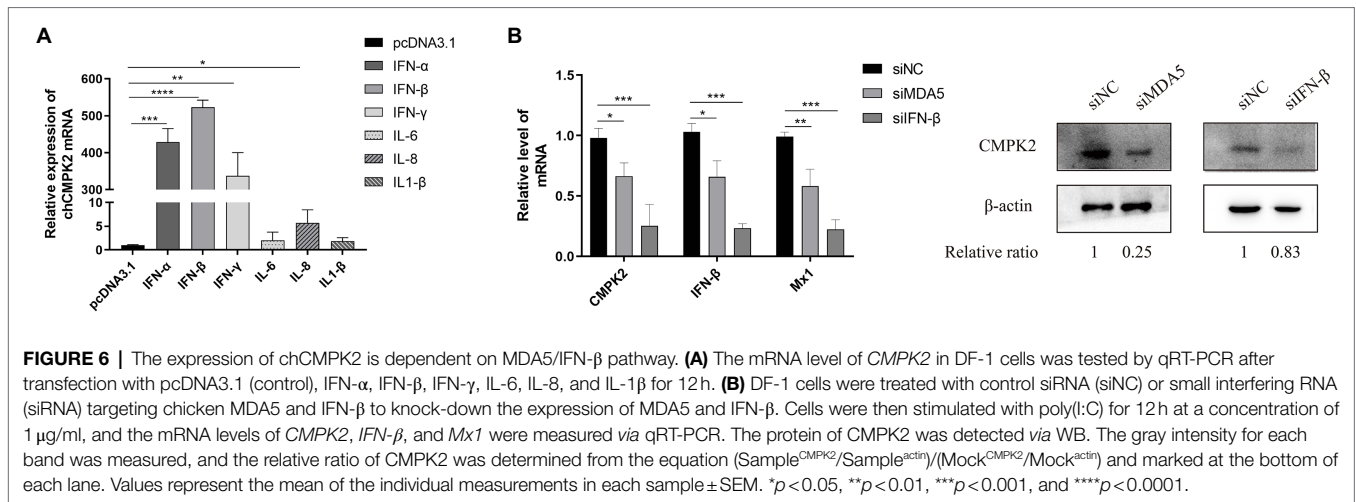 A
Relative expression of
chCMPK2 mRNA
600
500
400
300
10
5
0
*
**
****
***
pcDNA3.1
IFN-α
IFN-β
IFN-γ
IL-6
IL-8
IL1-β
pcDNA3.1
IFN-α
IFN-β
IFN-γ
IL-6
IL-8
IL1-β
B
Relative level of
mRNA
1.5
1.0
0.5
0.0
***
*
***
*
***
**
CMPK2
IFN-β
Mx1
siNC
siMDA5
siIFN-β
siNC siMDA5 siNC siIFN-β
CMPK2
β-actin
Relative ratio 1 0.25 1 0.83
FIGURE 6 | The expression of chCMPK2 is dependent on MDA5/IFN-β pathway. (A) The mRNA level of CMPK2 in DF-1 cells was tested by qRT-PCR after
transfection with pcDNA3.1 (control), IFN-α, IFN-β, IFN-γ, IL-6, IL-8, and IL-1β for 12 h. (B) DF-1 cells were treated with control siRNA (siNC) or small interfering RNA
(siRNA) targeting chicken MDA5 and IFN-β to knock-down the expression of MDA5 and IFN-β. Cells were then stimulated with poly(I:C) for 12 h at a concentration of
1 μg/ml, and the mRNA levels of CMPK2, IFN-β, and Mx1 were measured via qRT-PCR. The protein of CMPK2 was detected via WB. The gray intensity for each
band was measured, and the relative ratio of CMPK2 was determined from the equation (Sample^CMPK2/Sample^actin)/(Mock^CMPK2/Mock^actin) and marked at the bottom of
each lane. Values represent the mean of the individual measurements in each sample ± SEM. *p < 0.05, **p < 0.01, ***p < 0.001, and ****p < 0.0001.